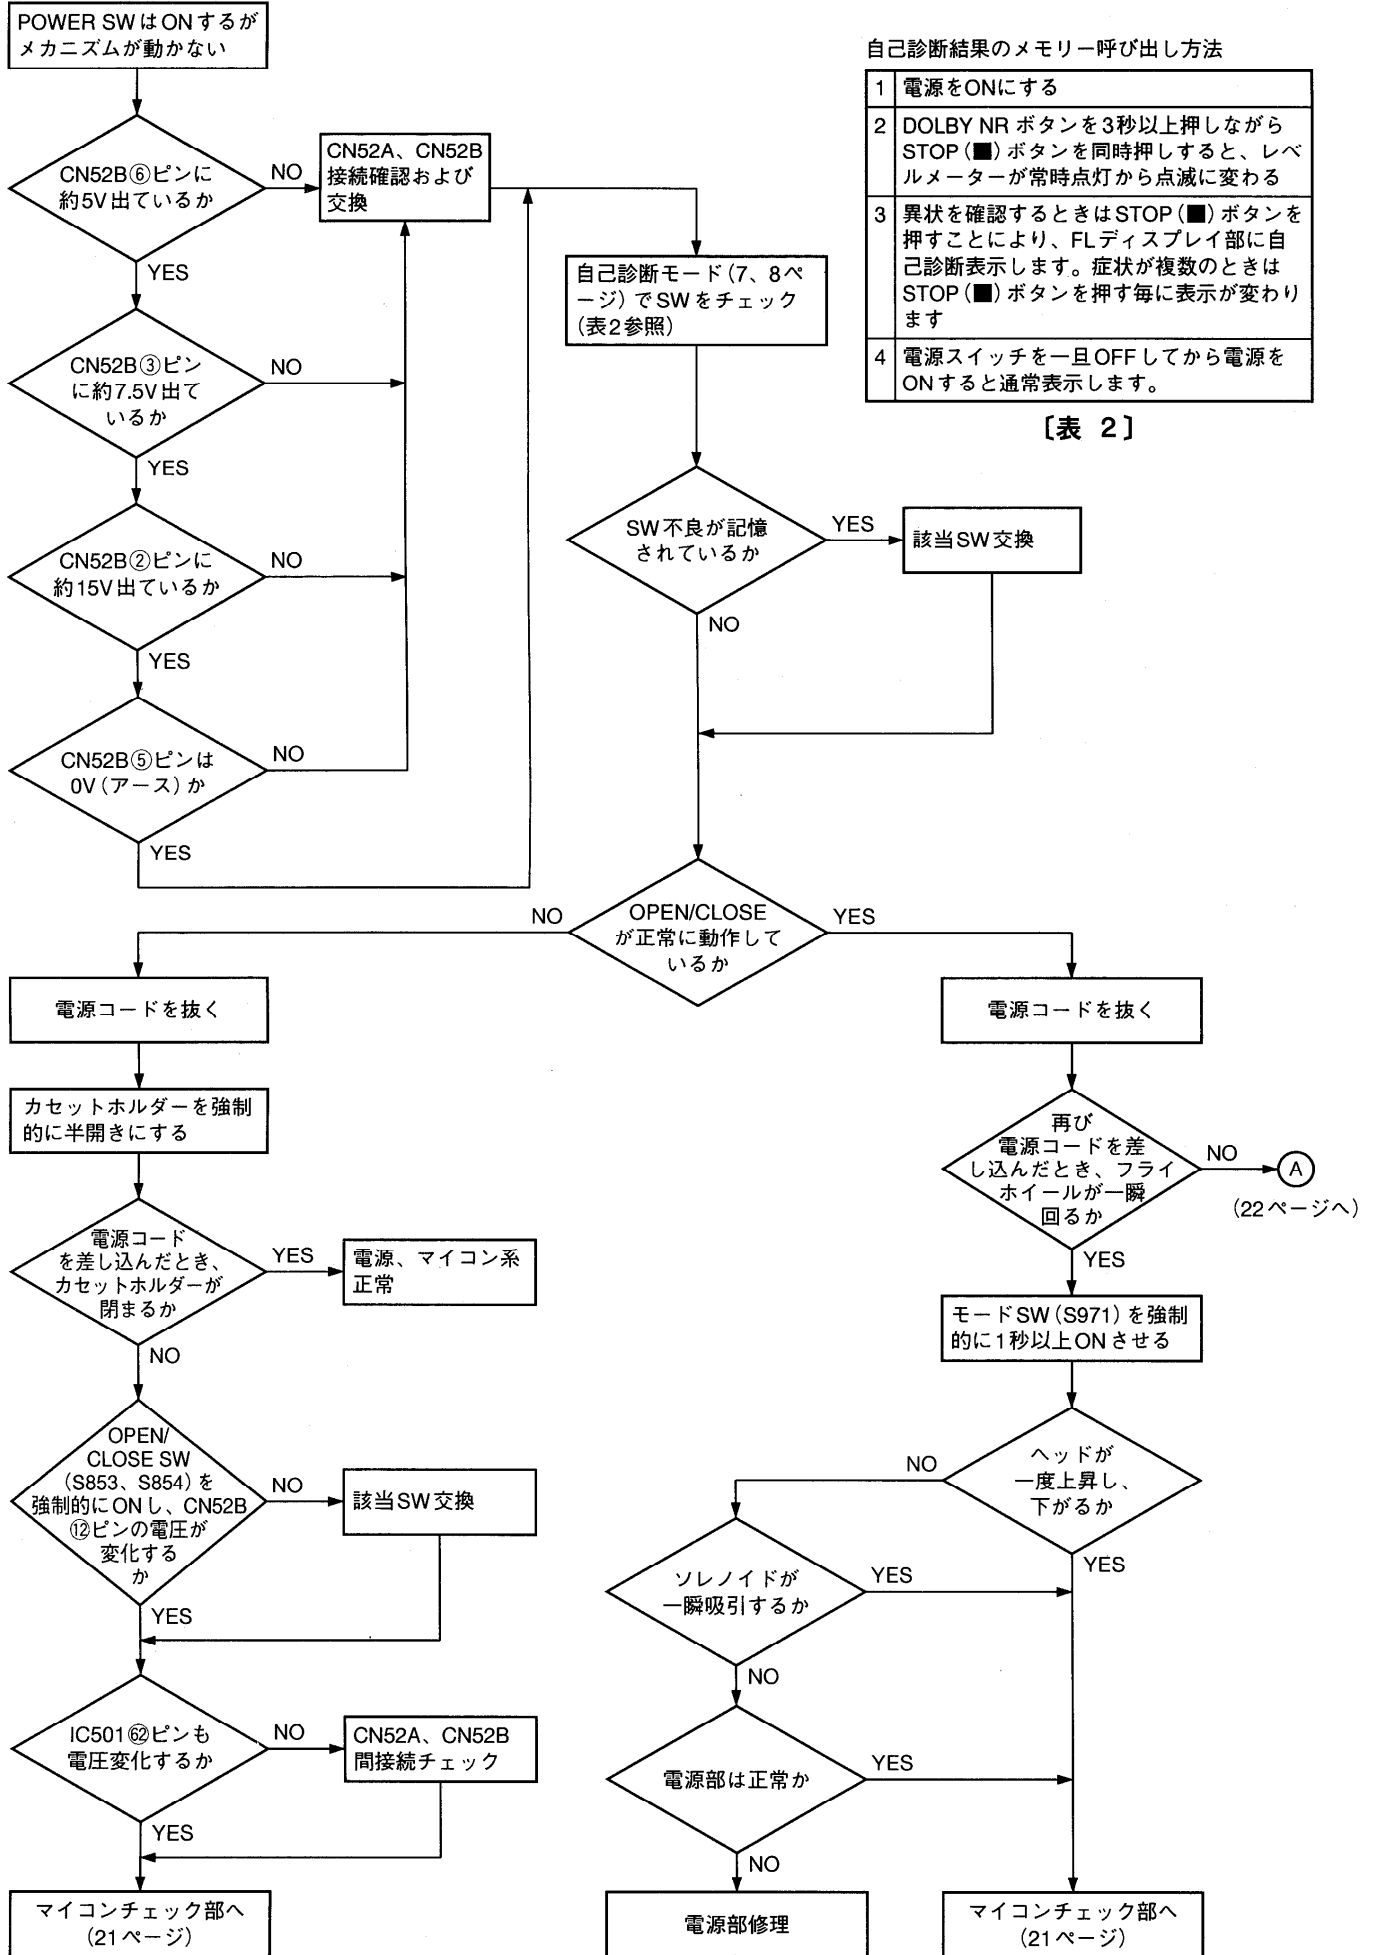 POWER SWはONするが
メカニズムが動かない
CN52B⑥ピンに
約5V出ているか
NO
YES
CN52A、CN52B
接続確認および
交換
CN52B③ピン
に約7.5V出て
いるか
NO
YES
CN52B②ピンに
約15V出ているか
NO
YES
CN52B⑤ピンは
0V(アース)か
NO
YES
自己診断モード(7、8ペ
ージ)でSWをチェック
(表2参照)
SW不良が記憶
されているか
YES
NO
該当SW交換
自己診断結果のメモリー呼び出し方法
1 電源をONにする
2 DOLBY NR ボタンを3秒以上押しながら
STOP(■)ボタンを同時押しすると、レベ
ルメーターが常時点灯から点滅に変わる
3 異状を確認するときはSTOP(■)ボタンを
押すことにより、FLディスプレイ部に自
己診断表示します。症状が複数のときは
STOP(■)ボタンを押す毎に表示が変わり
ます
4 電源スイッチを一旦OFFしてから電源を
ONすると通常表示します。
〔表 2〕
OPEN/CLOSE
が正常に動作して
いるか
NO
YES
電源コードを抜く
カセットホルダーを強制
的に半開きにする
電源コード
を差し込んだとき、
カセットホルダーが
閉まるか
YES
NO
電源、マイコン系
正常
OPEN/
CLOSE SW
(S853、S854)を
強制的にONし、CN52B
⑫ピンの電圧が
変化する
か
NO
YES
該当SW交換
IC501㊷ピンも
電圧変化するか
NO
YES
CN52A、CN52B
間接続チェック
マイコンチェック部へ
(21ページ)
電源コードを抜く
再び
電源コードを差
し込んだとき、フライ
ホイールが一瞬
回るか
NO
A
(22ページへ)
YES
モードSW(S971)を強制
的に1秒以上ONさせる
ヘッドが
一度上昇し、
下がるか
NO
YES
ソレノイドが
一瞬吸引するか
YES
NO
電源部は正常か
YES
NO
電源部修理
マイコンチェック部へ
(21ページ)